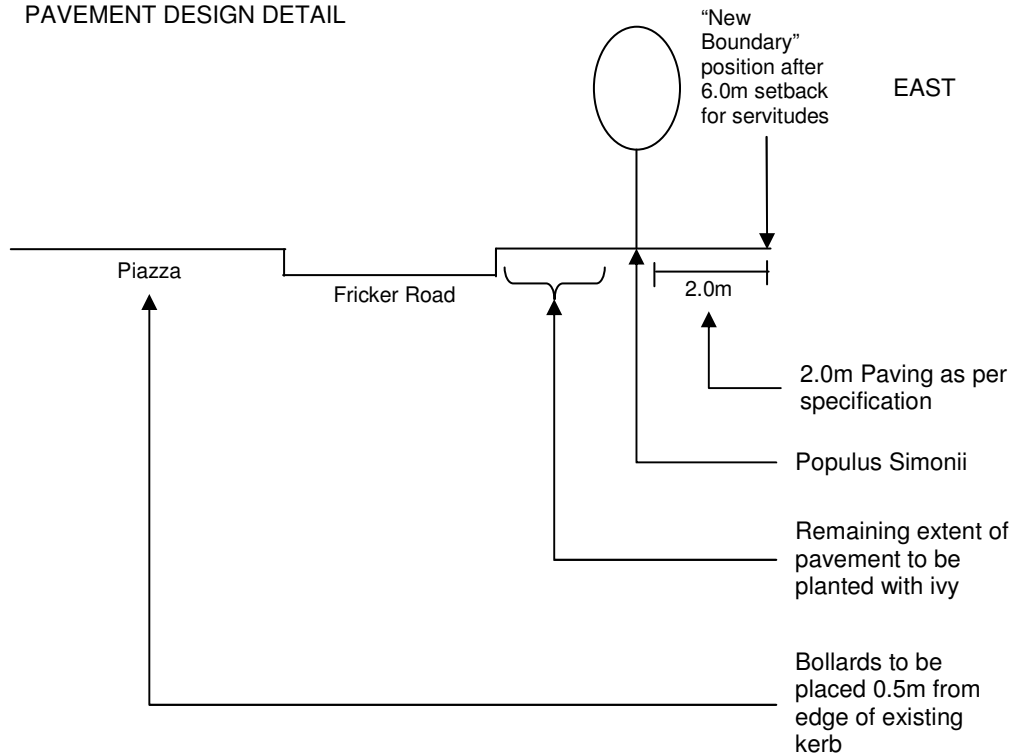 PAVEMENT DESIGN DETAIL
“New
Boundary”
position after
6.0m setback
for servitudes
EAST
Piazza
Fricker Road
2.0m
2.0m Paving as per
specification
Populus Simonii
Remaining extent of
pavement to be
planted with ivy
Bollards to be
placed 0.5m from
edge of existing
kerb